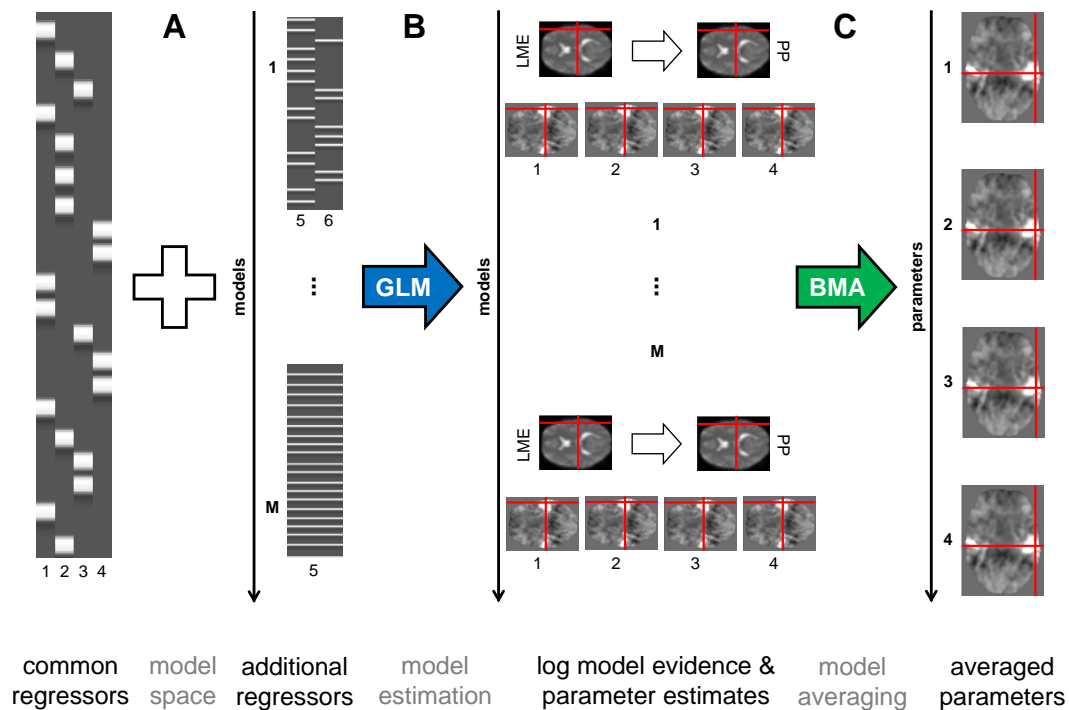 A
B
C
1
5 6
models
...
M
5
1 2 3 4
GLM
models
LME
PP
1 2 3 4
1
...
M
LME
PP
1 2 3 4
BMA
parameters
1
2
3
4
common
regressors
model
space
additional
regressors
model
estimation
log model evidence &
parameter estimates
model
averaging
averaged
parameters